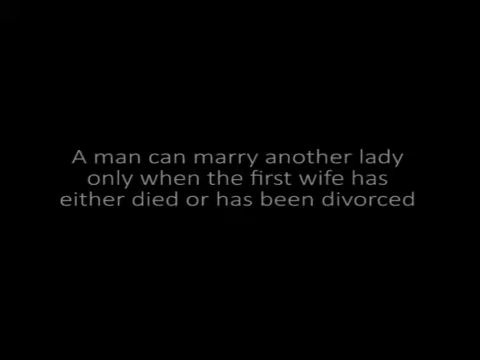 A man can marry another lady
only when the first wife has
either died or has been divorced